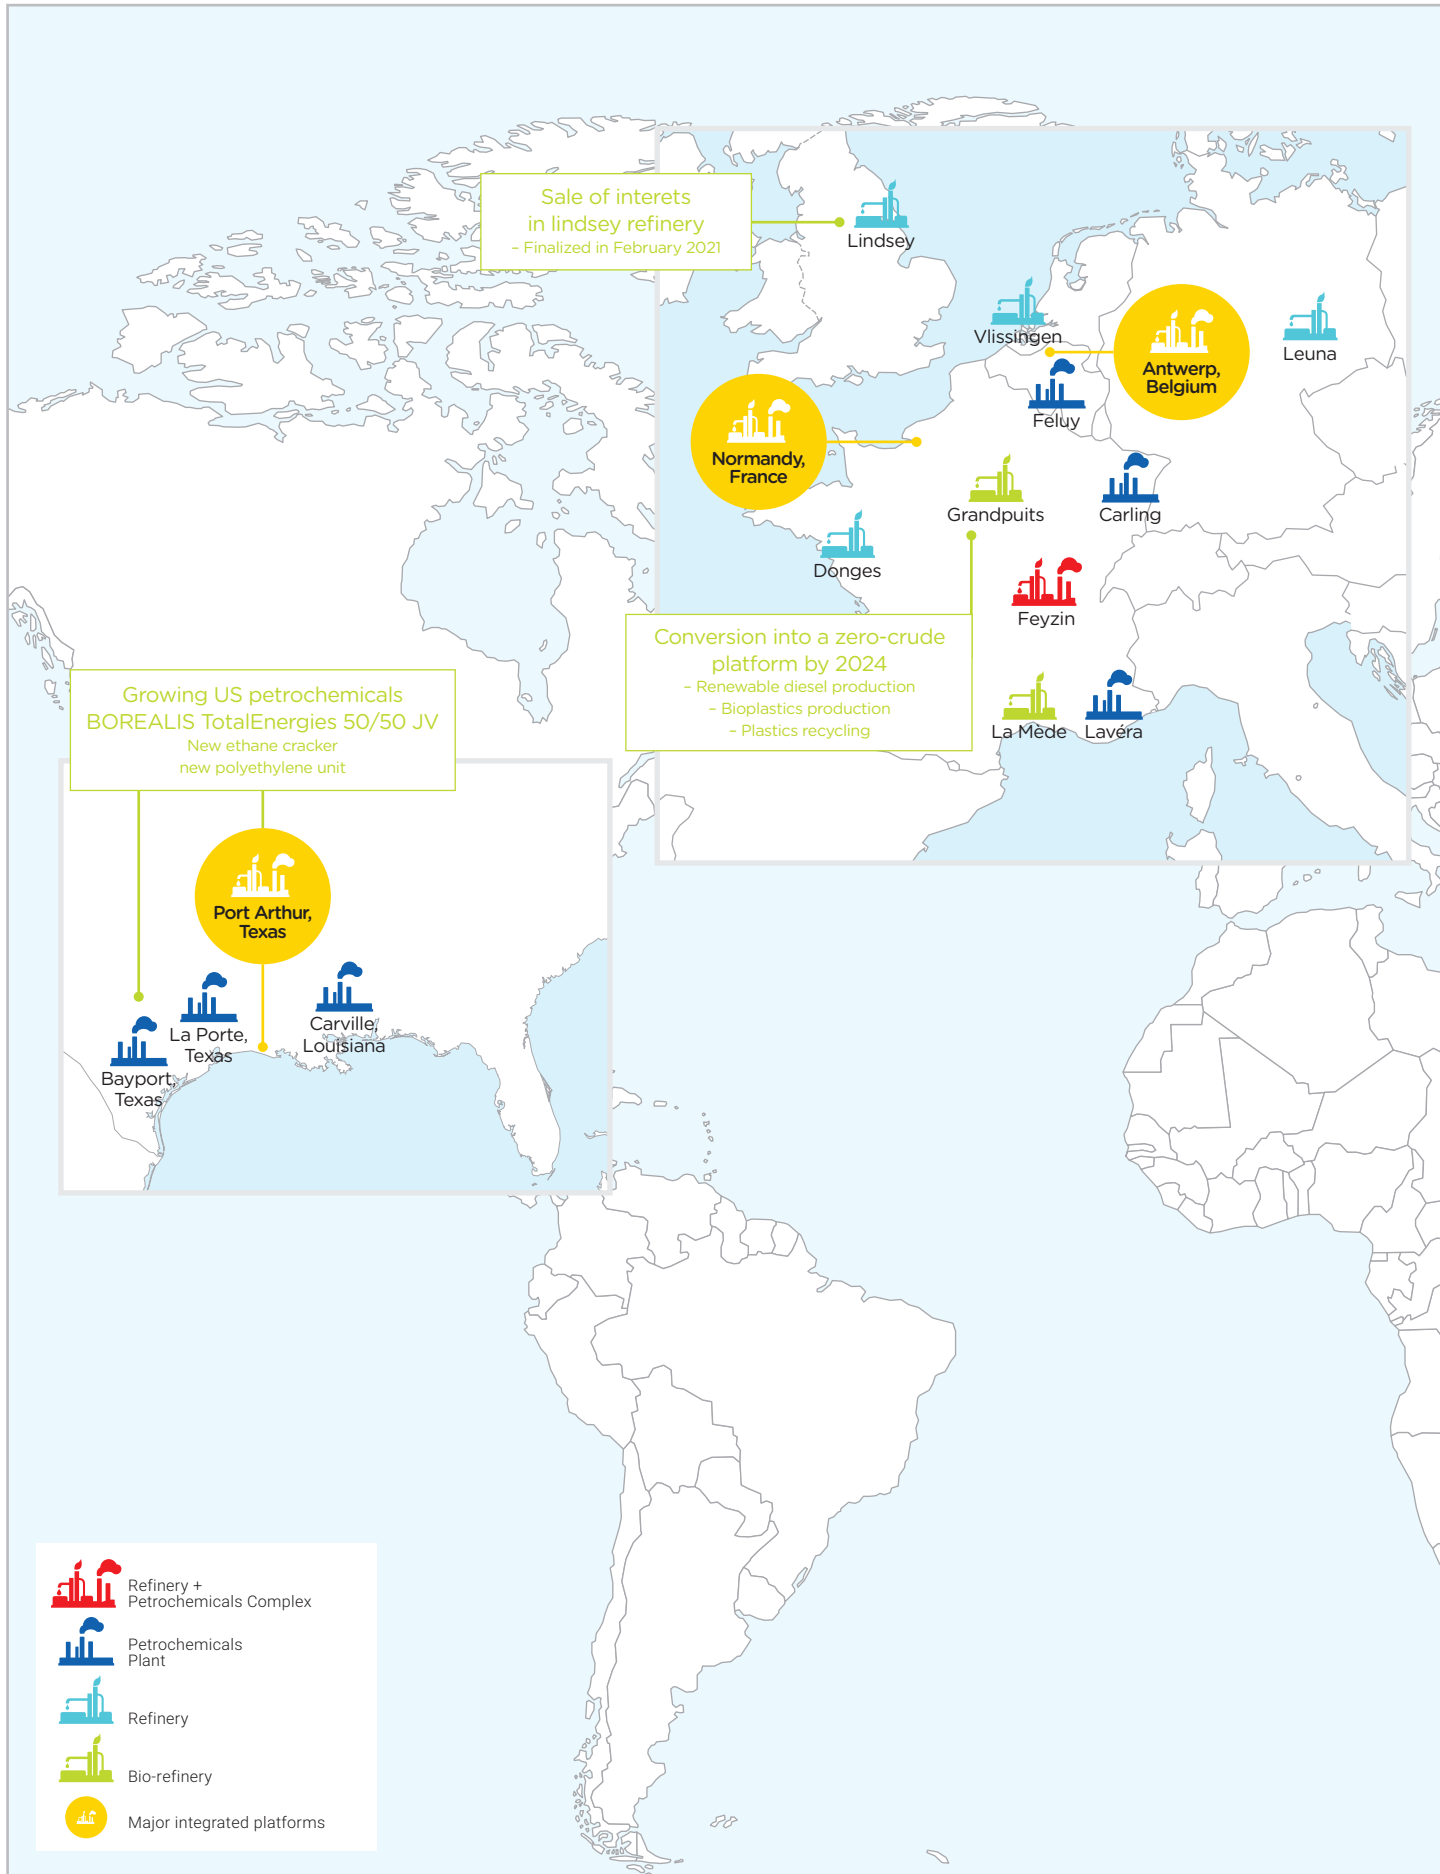 Sale of interets
in lindsey refinery
– Finalized in February 2021
Lindsey
Vlissingen
Antwerp,
Belgium
Leuna
Feluy
Normandy,
France
Grandpuits
Carling
Donges
Feyzin
Conversion into a zero-crude
platform by 2024
– Renewable diesel production
– Bioplastics production
– Plastics recycling
La Mède
Lavéra
Growing US petrochemicals
BOREALIS TotalEnergies 50/50 JV
New ethane cracker
new polyethylene unit
Port Arthur,
Texas
La Porte,
Texas
Carville,
Louisiana
Bayport,
Texas
Refinery +
Petrochemicals Complex
Petrochemicals
Plant
Refinery
Bio-refinery
Major integrated platforms